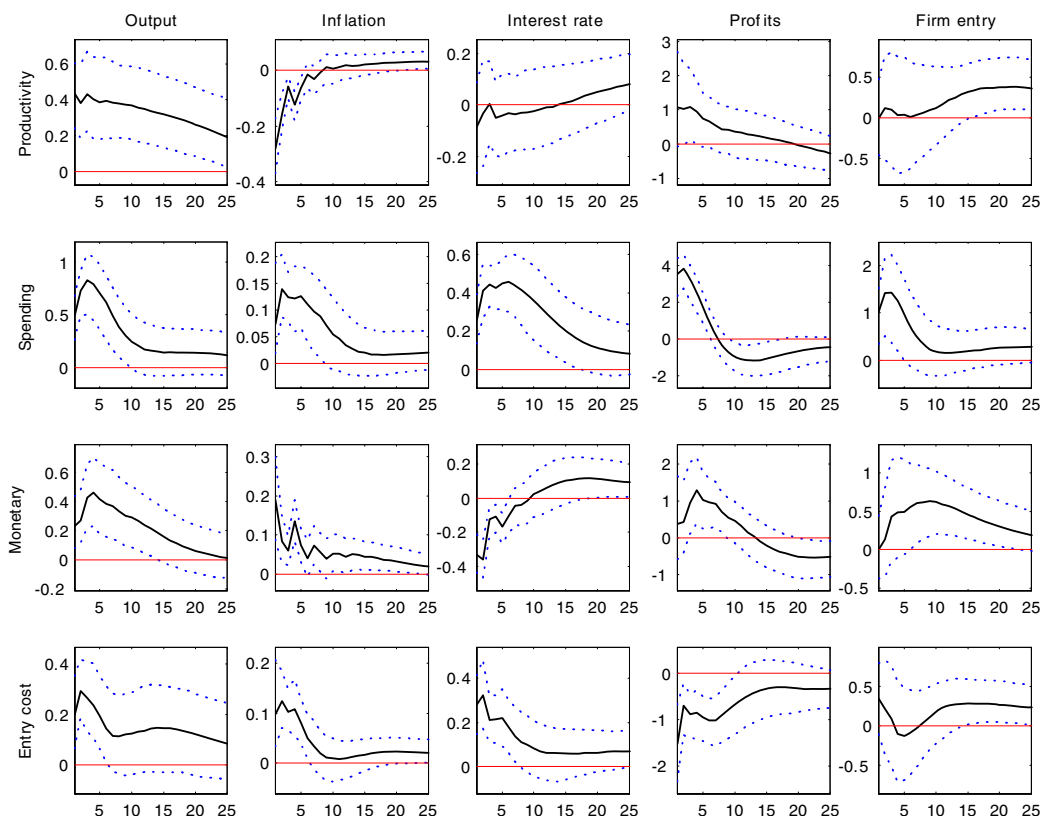 Output Inflation Interest rate Profits Firm entry
Productivity
0.6 0.4 0.2 0
0 -0.2 -0.4
0.2 0 -0.2
3 2 1 0 -1
0.5 0 -0.5
5 10 15 20 25 5 10 15 20 25 5 10 15 20 25 5 10 15 20 25 5 10 15 20 25
Spending
1 0.5 0
0.2 0.15 0.1 0.05 0
0.6 0.4 0.2 0
4 2 0 -2
2 1 0
5 10 15 20 25 5 10 15 20 25 5 10 15 20 25 5 10 15 20 25 5 10 15 20 25
Monetary
0.6 0.4 0.2 0 -0.2
0.3 0.2 0.1 0
0.2 0 -0.2 -0.4
2 1 0 -1
1 0.5 0 -0.5
5 10 15 20 25 5 10 15 20 25 5 10 15 20 25 5 10 15 20 25 5 10 15 20 25
Entry cost
0.4 0.2 0
0.2 0.1 0
0.4 0.2 0
0 -1 -2
0.5 0 -0.5
5 10 15 20 25 5 10 15 20 25 5 10 15 20 25 5 10 15 20 25 5 10 15 20 25